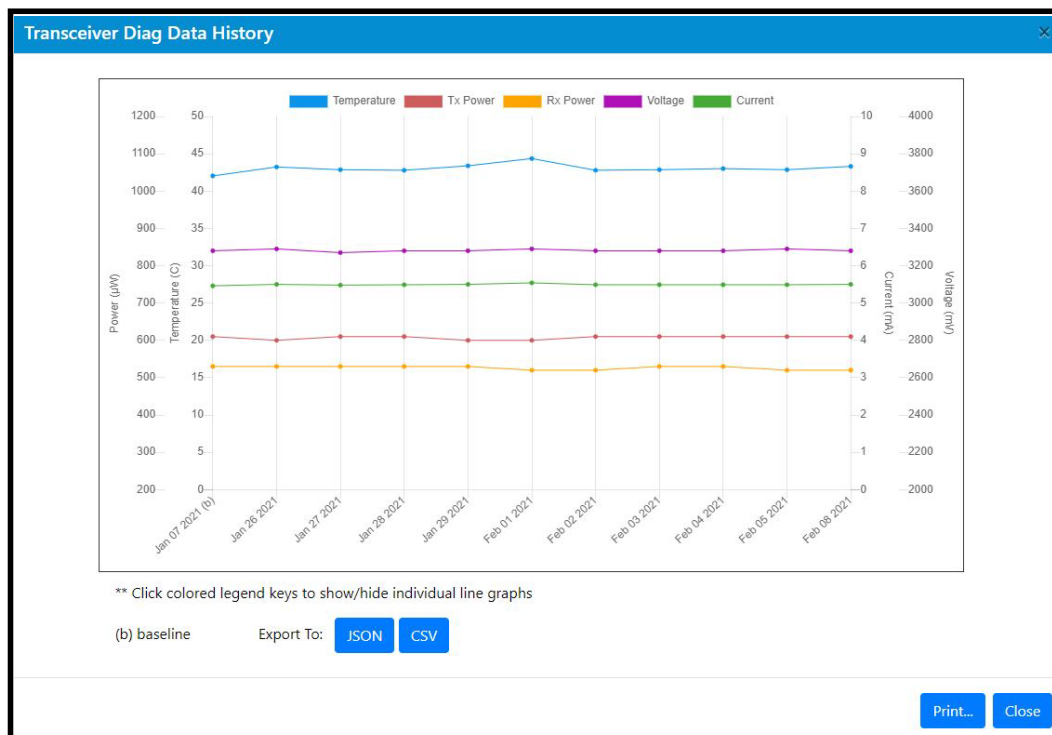 Transceiver Diag Data History ×
Temperature Tx Power Rx Power Voltage Current
1200 50 10 4000
1100 45 9 3800
1000 40 8 3600
900 35 7 3400
800 30 6 3200
700 25 5 3000
600 20 4 2800
500 15 3 2600
400 10 2 2400
300 5 1 2200
200 0 0 2000
Power (µW)
Temperature (C)
Current (mA)
Voltage (mV)
Jan 07 2021 (b)
Jan 26 2021
Jan 27 2021
Jan 28 2021
Jan 29 2021
Feb 01 2021
Feb 02 2021
Feb 03 2021
Feb 04 2021
Feb 05 2021
Feb 08 2021
** Click colored legend keys to show/hide individual line graphs
(b) baseline Export To: JSON CSV
Print... Close